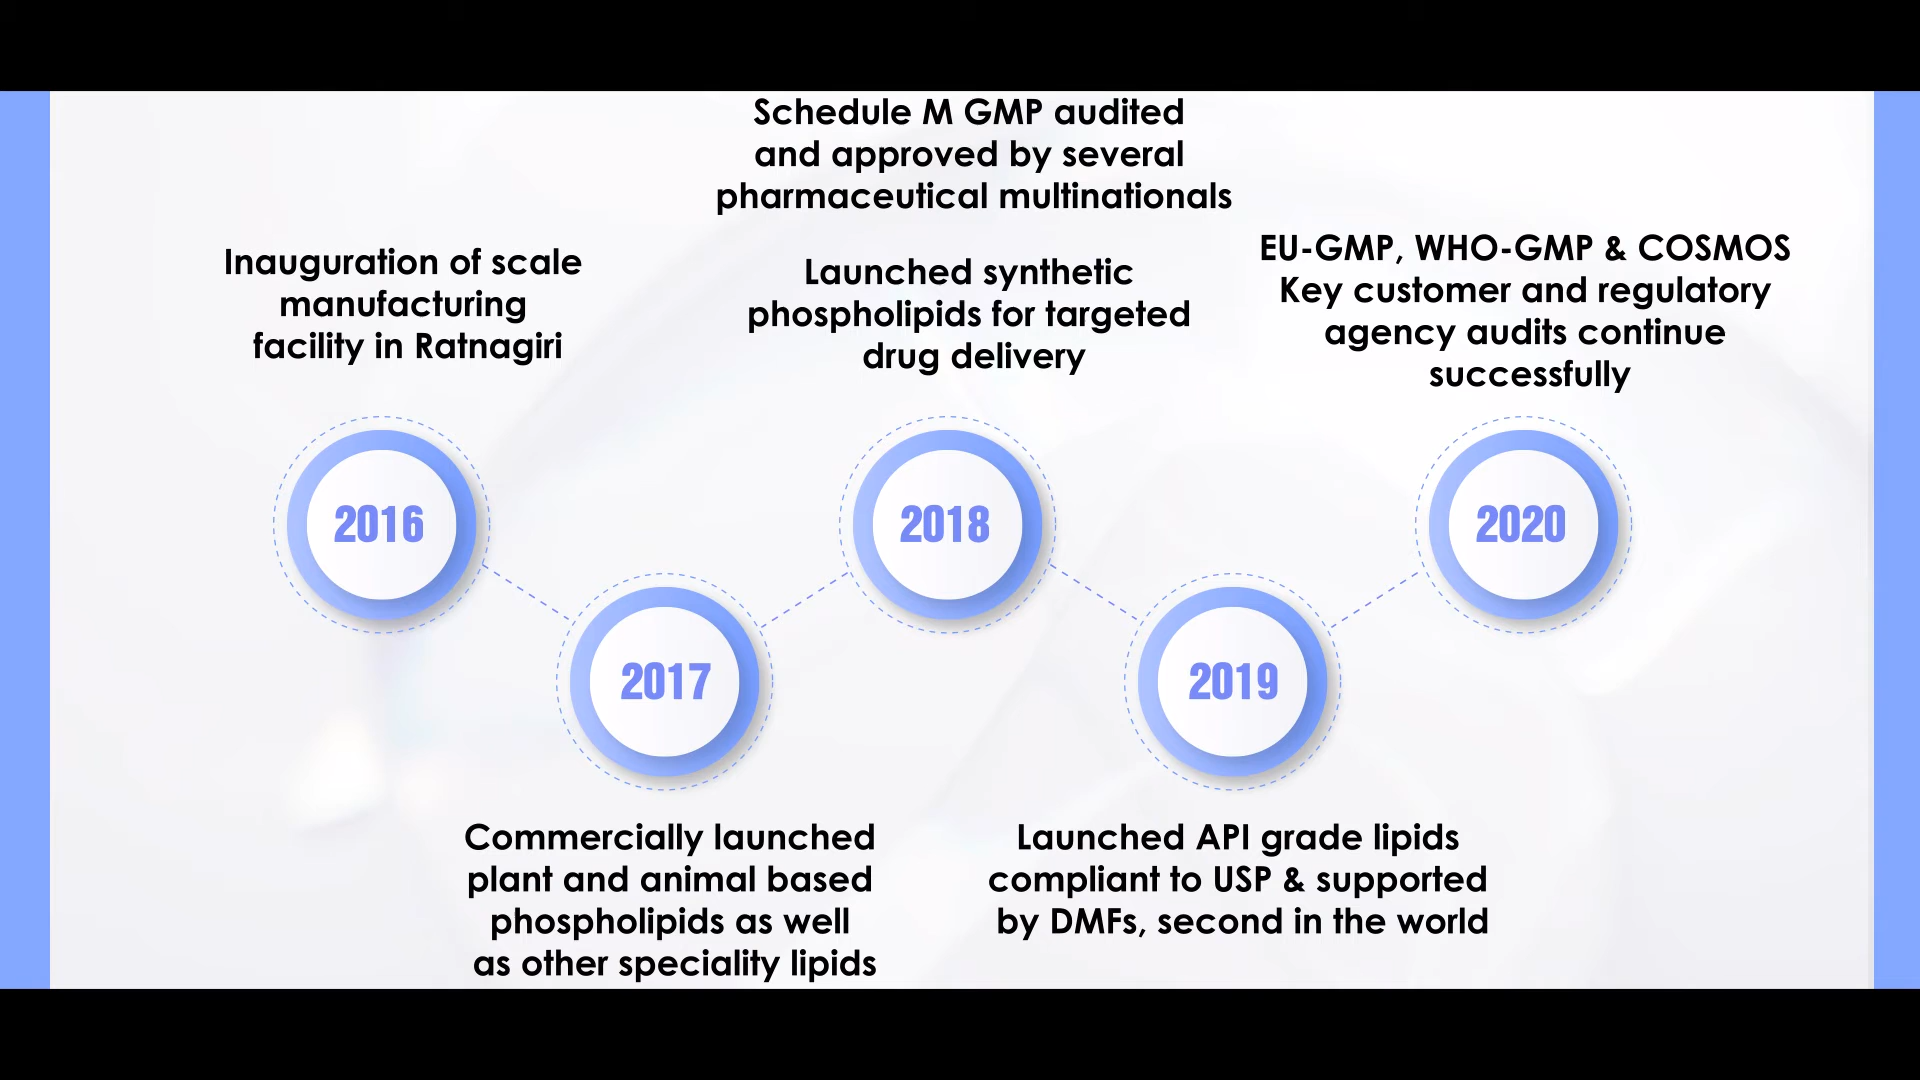 Schedule M GMP audited
and approved by several
pharmaceutical multinationals
Inauguration of scale
manufacturing
facility in Ratnagiri
Launched synthetic
phospholipids for targeted
drug delivery
EU-GMP, WHO-GMP & COSMOS
Key customer and regulatory
agency audits continue
successfully
2016
2018
2020
2017
2019
Commercially launched
plant and animal based
phospholipids as well
as other speciality lipids
Launched API grade lipids
compliant to USP & supported
by DMFs, second in the world